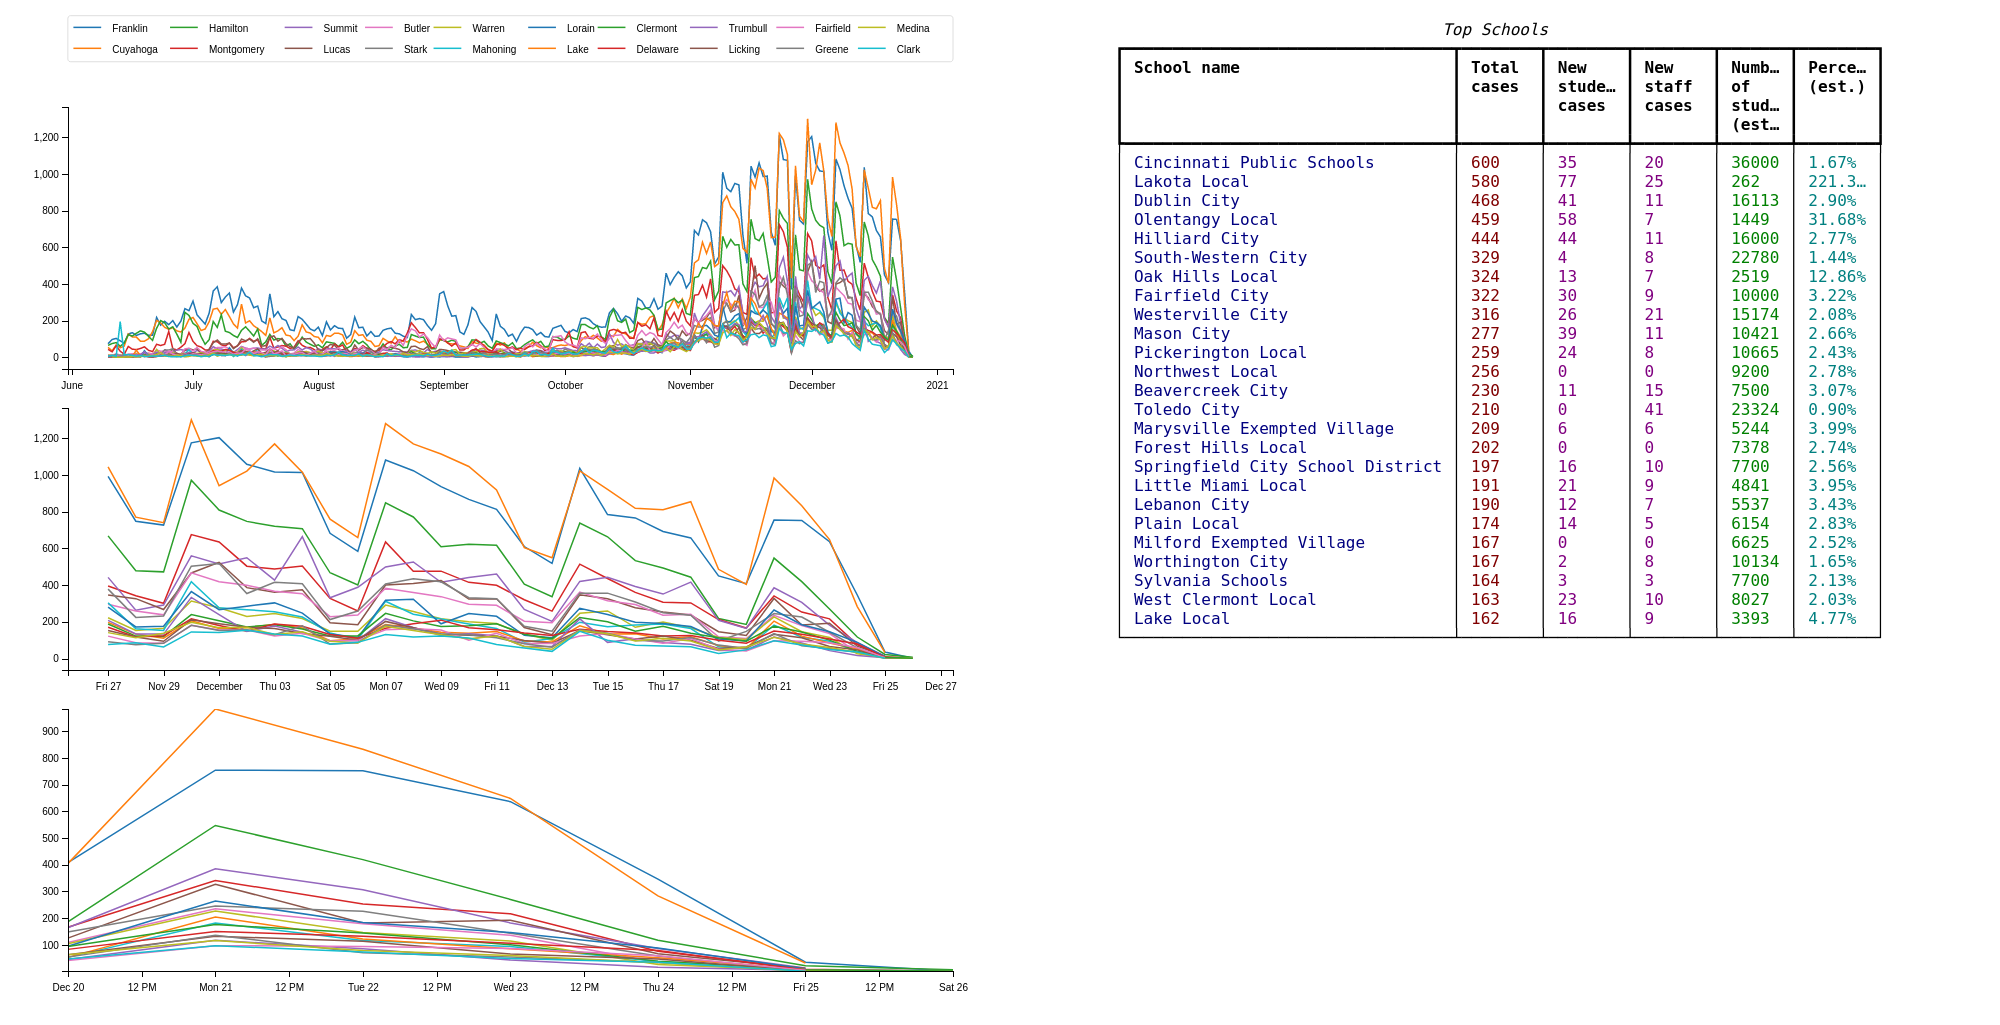 Franklin Hamilton Summit Butler Warren Lorain Clermont Trumbull Fairfield Medina
Cuyahoga Montgomery Lucas Stark Mahoning Lake Delaware Licking Greene Clark
1,200
1,000
800
600
400
200
0
June July August September October November December 2021
1,200
1,000
800
600
400
200
0
Fri 27 Nov 29 December Thu 03 Sat 05 Mon 07 Wed 09 Fri 11 Dec 13 Tue 15 Thu 17 Sat 19 Mon 21 Wed 23 Fri 25 Dec 27
900
800
700
600
500
400
300
200
100
Dec 20 12 PM Mon 21 12 PM Tue 22 12 PM Wed 23 12 PM Thu 24 12 PM Fri 25 12 PM Sat 26
Top Schools
School name Total New New Numb… Perce…
cases stude… staff of (est.)
cases cases stud…
(est…
Cincinnati Public Schools 600 35 20 36000 1.67%
Lakota Local 580 77 25 262 221.3…
Dublin City 468 41 11 16113 2.90%
Olentangy Local 459 58 7 1449 31.68%
Hilliard City 444 44 11 16000 2.77%
South-Western City 329 4 8 22780 1.44%
Oak Hills Local 324 13 7 2519 12.86%
Fairfield City 322 30 9 10000 3.22%
Westerville City 316 26 21 15174 2.08%
Mason City 277 39 11 10421 2.66%
Pickerington Local 259 24 8 10665 2.43%
Northwest Local 256 0 0 9200 2.78%
Beavercreek City 230 11 15 7500 3.07%
Toledo City 210 0 41 23324 0.90%
Marysville Exempted Village 209 6 6 5244 3.99%
Forest Hills Local 202 0 0 7378 2.74%
Springfield City School District 197 16 10 7700 2.56%
Little Miami Local 191 21 9 4841 3.95%
Lebanon City 190 12 7 5537 3.43%
Plain Local 174 14 5 6154 2.83%
Milford Exempted Village 167 0 0 6625 2.52%
Worthington City 167 2 8 10134 1.65%
Sylvania Schools 164 3 3 7700 2.13%
West Clermont Local 163 23 10 8027 2.03%
Lake Local 162 16 9 3393 4.77%